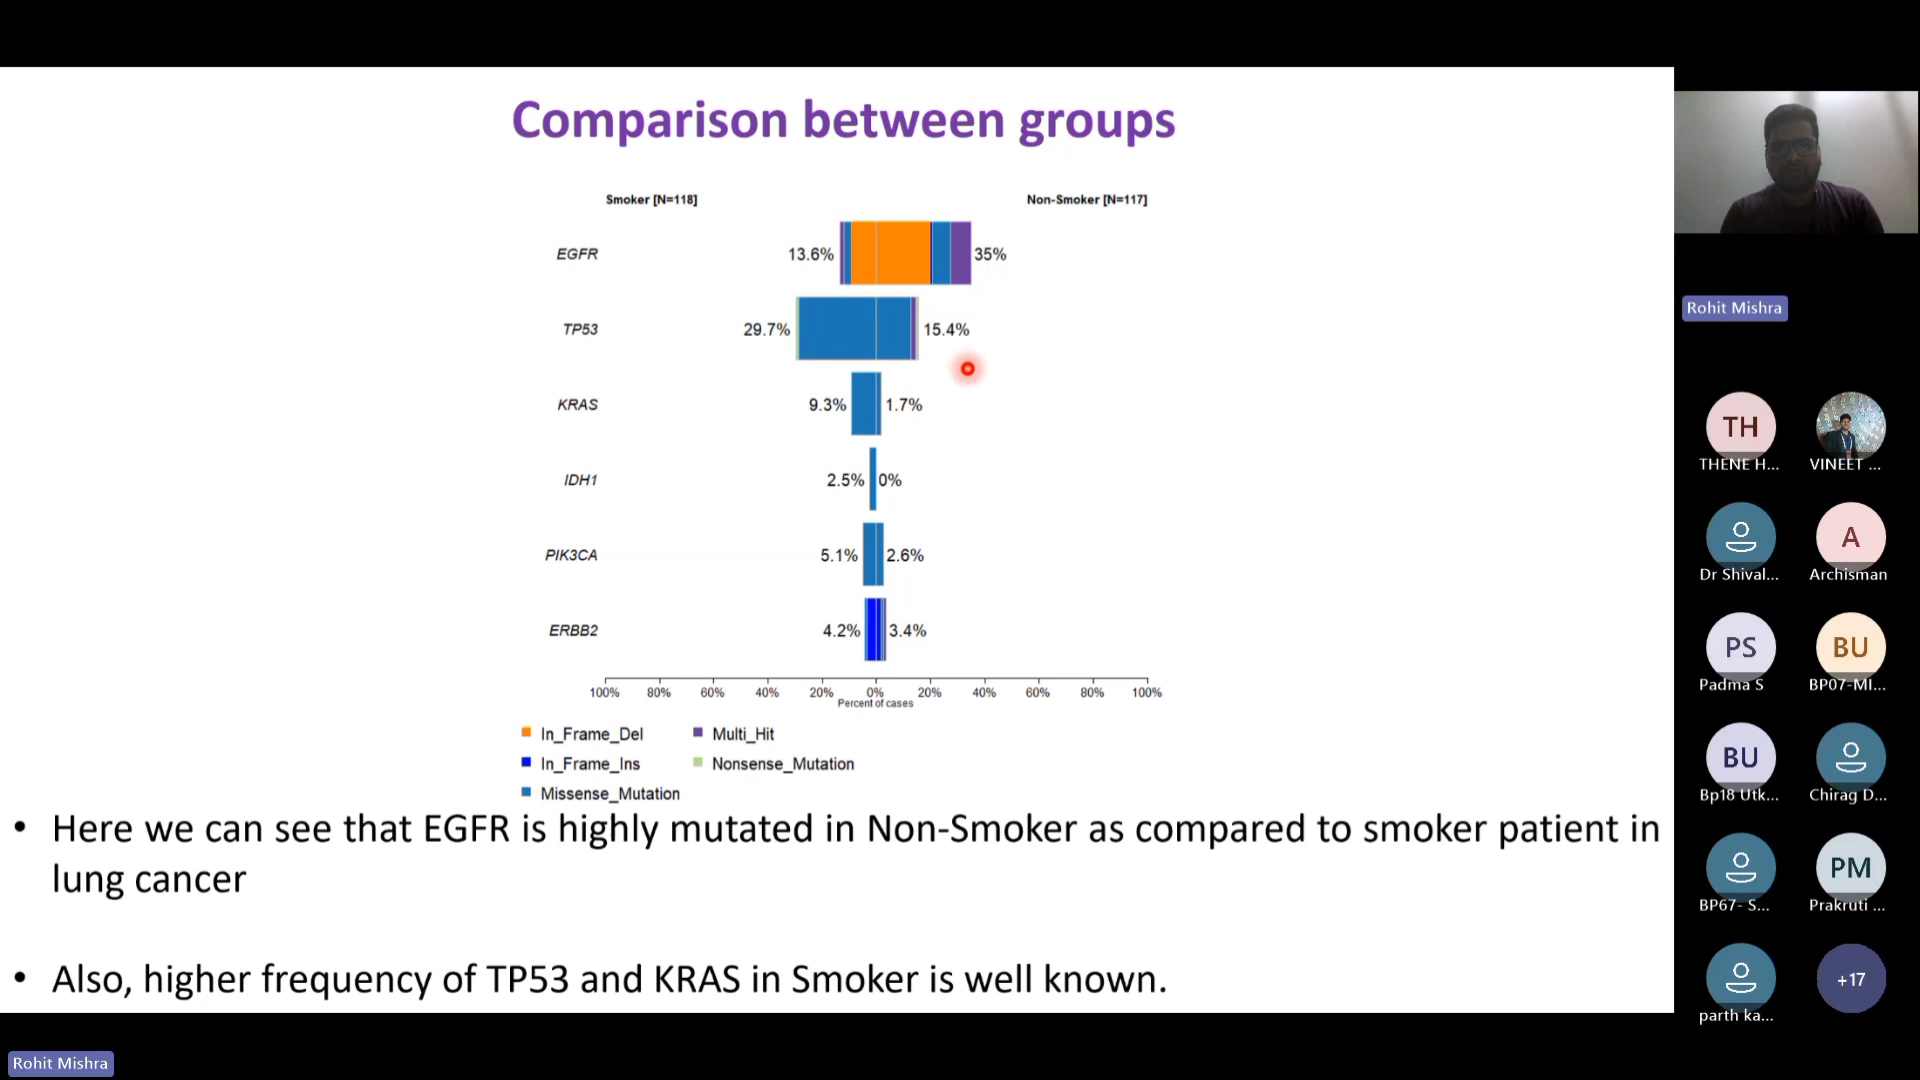 Comparison between groups
Smoker [N=118]
Non-Smoker [N=117]
EGFR
13.6%
35%
TP53
29.7%
15.4%
KRAS
9.3%
1.7%
IDH1
2.5%
0%
PIK3CA
5.1%
2.6%
ERBB2
4.2%
3.4%
100% 80% 60% 40% 20% 0% 20% 40% 60% 80% 100%
Percent of cases
In_Frame_Del
Multi_Hit
In_Frame_Ins
Nonsense_Mutation
Missense_Mutation
• Here we can see that EGFR is highly mutated in Non-Smoker as compared to smoker patient in
lung cancer
• Also, higher frequency of TP53 and KRAS in Smoker is well known.
Rohit Mishra
Rohit Mishra
TH
THENE H...
VINEET ...
Dr Shival...
A
Archisman
PS
Padma S
BU
BP07-MI...
BU
Bp18 Utk...
Chirag D...
BP67- S...
PM
Prakruti ...
parth ka...
+17